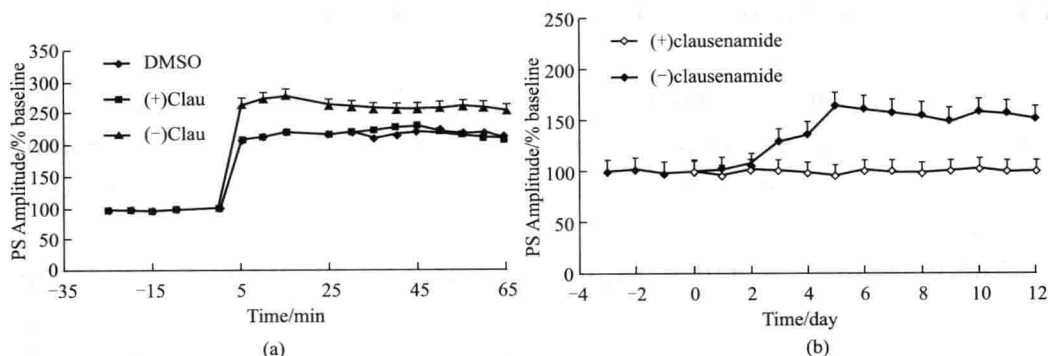 PS Amplitude/% baseline
350
300
250
200
150
100
50
0
DMSO
(+)Clau
(−)Clau
−35
−15
5
25
45
65
Time/min
(a)
PS Amplitude/% baseline
250
200
150
100
50
0
(+)clausenamide
(−)clausenamide
−4
−2
0
2
4
6
8
10
12
Time/day
(b)